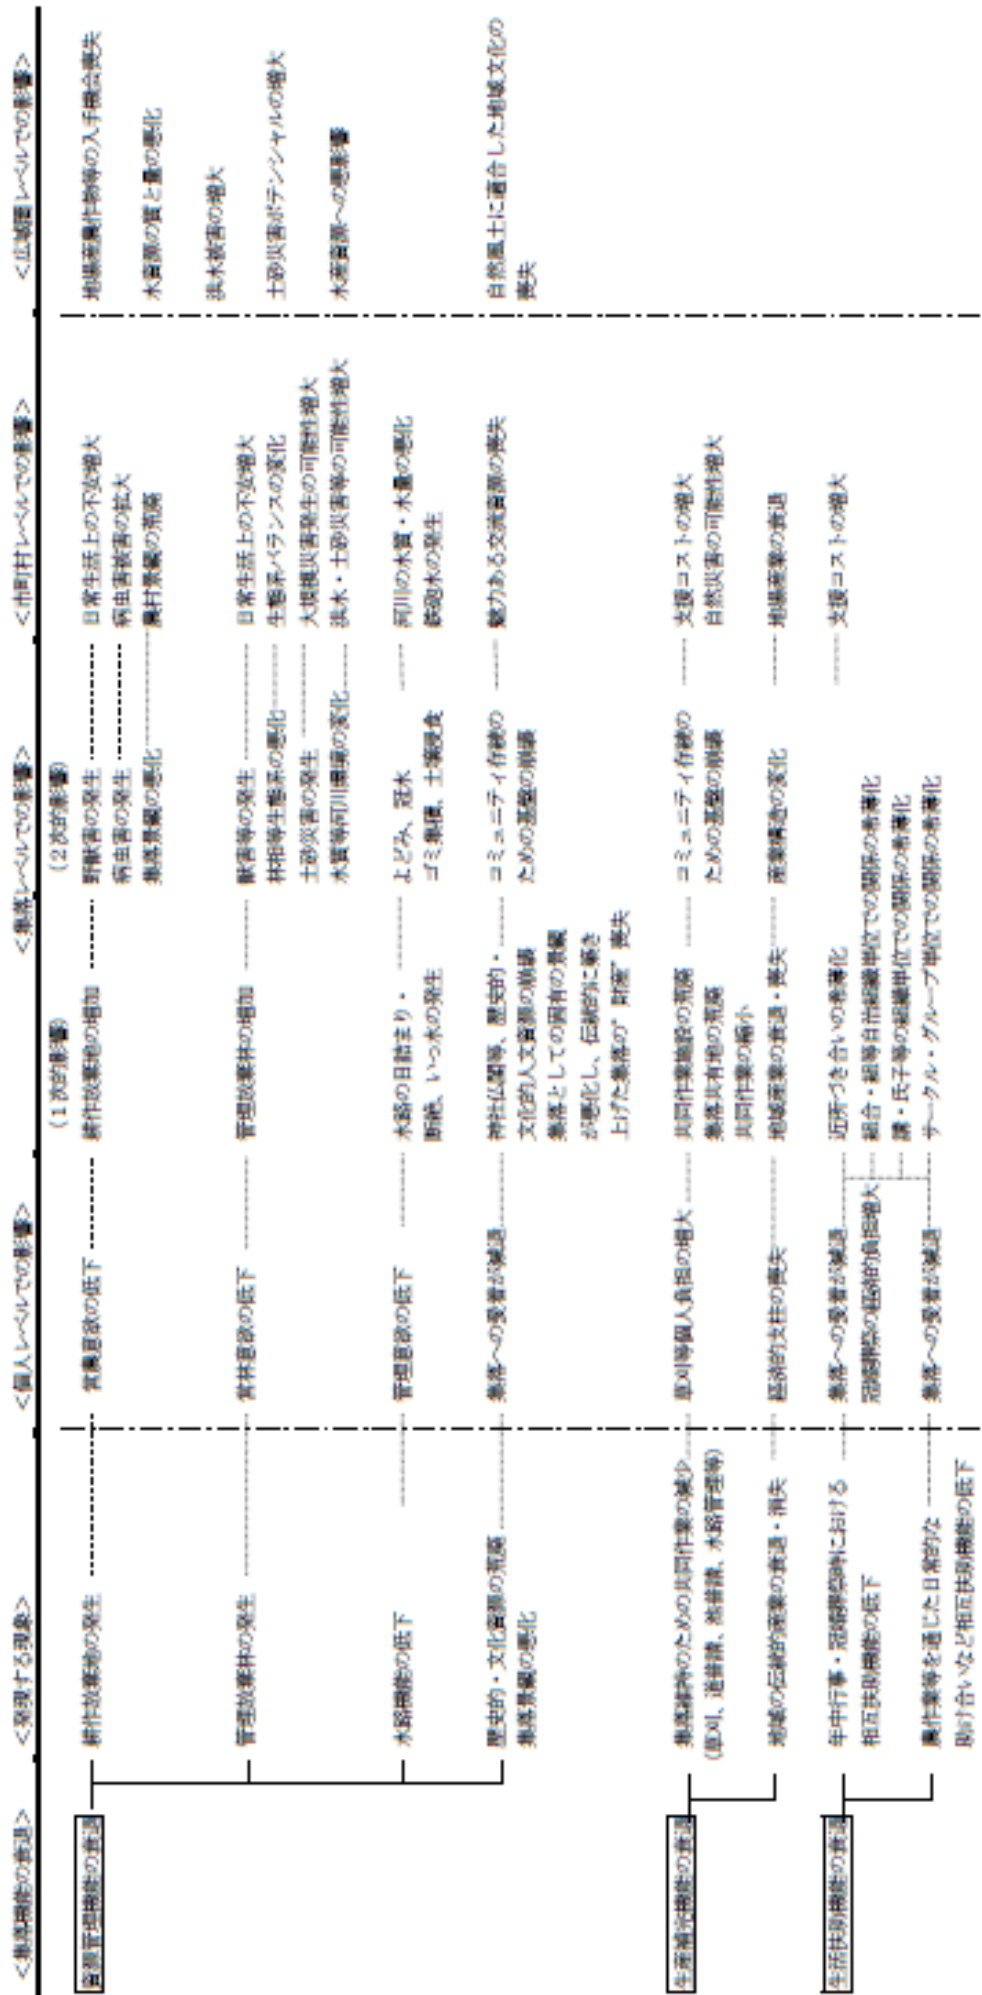 <集落機能の衰退>
<発現する現象>
<個人レベルでの影響>
<集落レベルでの影響>
(1次的影響)
(2次的影響)
<市町村レベルでの影響>
<広域圏レベルでの影響>
資源管理機能の衰退
耕作放棄地の発生
営農意欲の低下
耕作放棄地の増加
野獣害の発生
病虫害の発生
集落景観の悪化
日常生活上の不安増大
病虫害被害の拡大
農村景観の荒廃
地場産農作物等の入手機会喪失
水資源の質と量の悪化
洪水被害の増大
土砂災害ポテンシャルの増大
水産資源への悪影響
管理放棄林の発生
営林意欲の低下
管理放棄林の増加
獣害等の発生
林相等生態系の悪化
土砂災害の発生
水質等河川環境の変化
日常生活上の不安増大
生態系バランスの変化
大規模災害発生の可能性増大
洪水・土砂災害等の可能性増大
水路機能の低下
管理意欲の低下
水路の目詰まり・
断絶、いっ水の発生
よどみ、冠水
ゴミ集積、土壌浸食
河川の水質・水量の悪化
鉄砲水の発生
歴史的・文化資源の荒廃
集落景観の悪化
集落への愛着が減退
神社仏閣等、歴史的・
文化的人文資源の崩壊
集落としての固有の景観
が悪化し、伝統的に築き
上げた集落の“財産”喪失
コミュニティ存続の
ための基盤の崩壊
魅力ある交流資源の喪失
自然風土に適合した地域文化の
喪失
生産補完機能の衰退
集落維持のための共同作業の減少
(草刈、道普請、池普請、水路管理等)
草刈等個人負担の増大
共同作業施設の荒廃
集落共有地の荒廃
共同作業の縮小
コミュニティ存続の
ための基盤の崩壊
支援コストの増大
自然災害の可能性増大
地域の伝統的産業の衰退・消失
経済的支柱の喪失
地域産業の衰退・喪失
産業構造の変化
地場産業の衰退
生活扶助機能の衰退
年中行事・冠婚葬祭時における
相互扶助機能の低下
集落への愛着が減退
冠婚葬祭の経済的負担増大
近所づき合いの希薄化
組合・組等自治組織単位での関係の希薄化
講・氏子等の組織単位での関係の希薄化
サークル・グループ単位での関係の希薄化
支援コストの増大
農作業等を通じた日常的な
助け合いなど相互扶助機能の低下
集落への愛着が減退